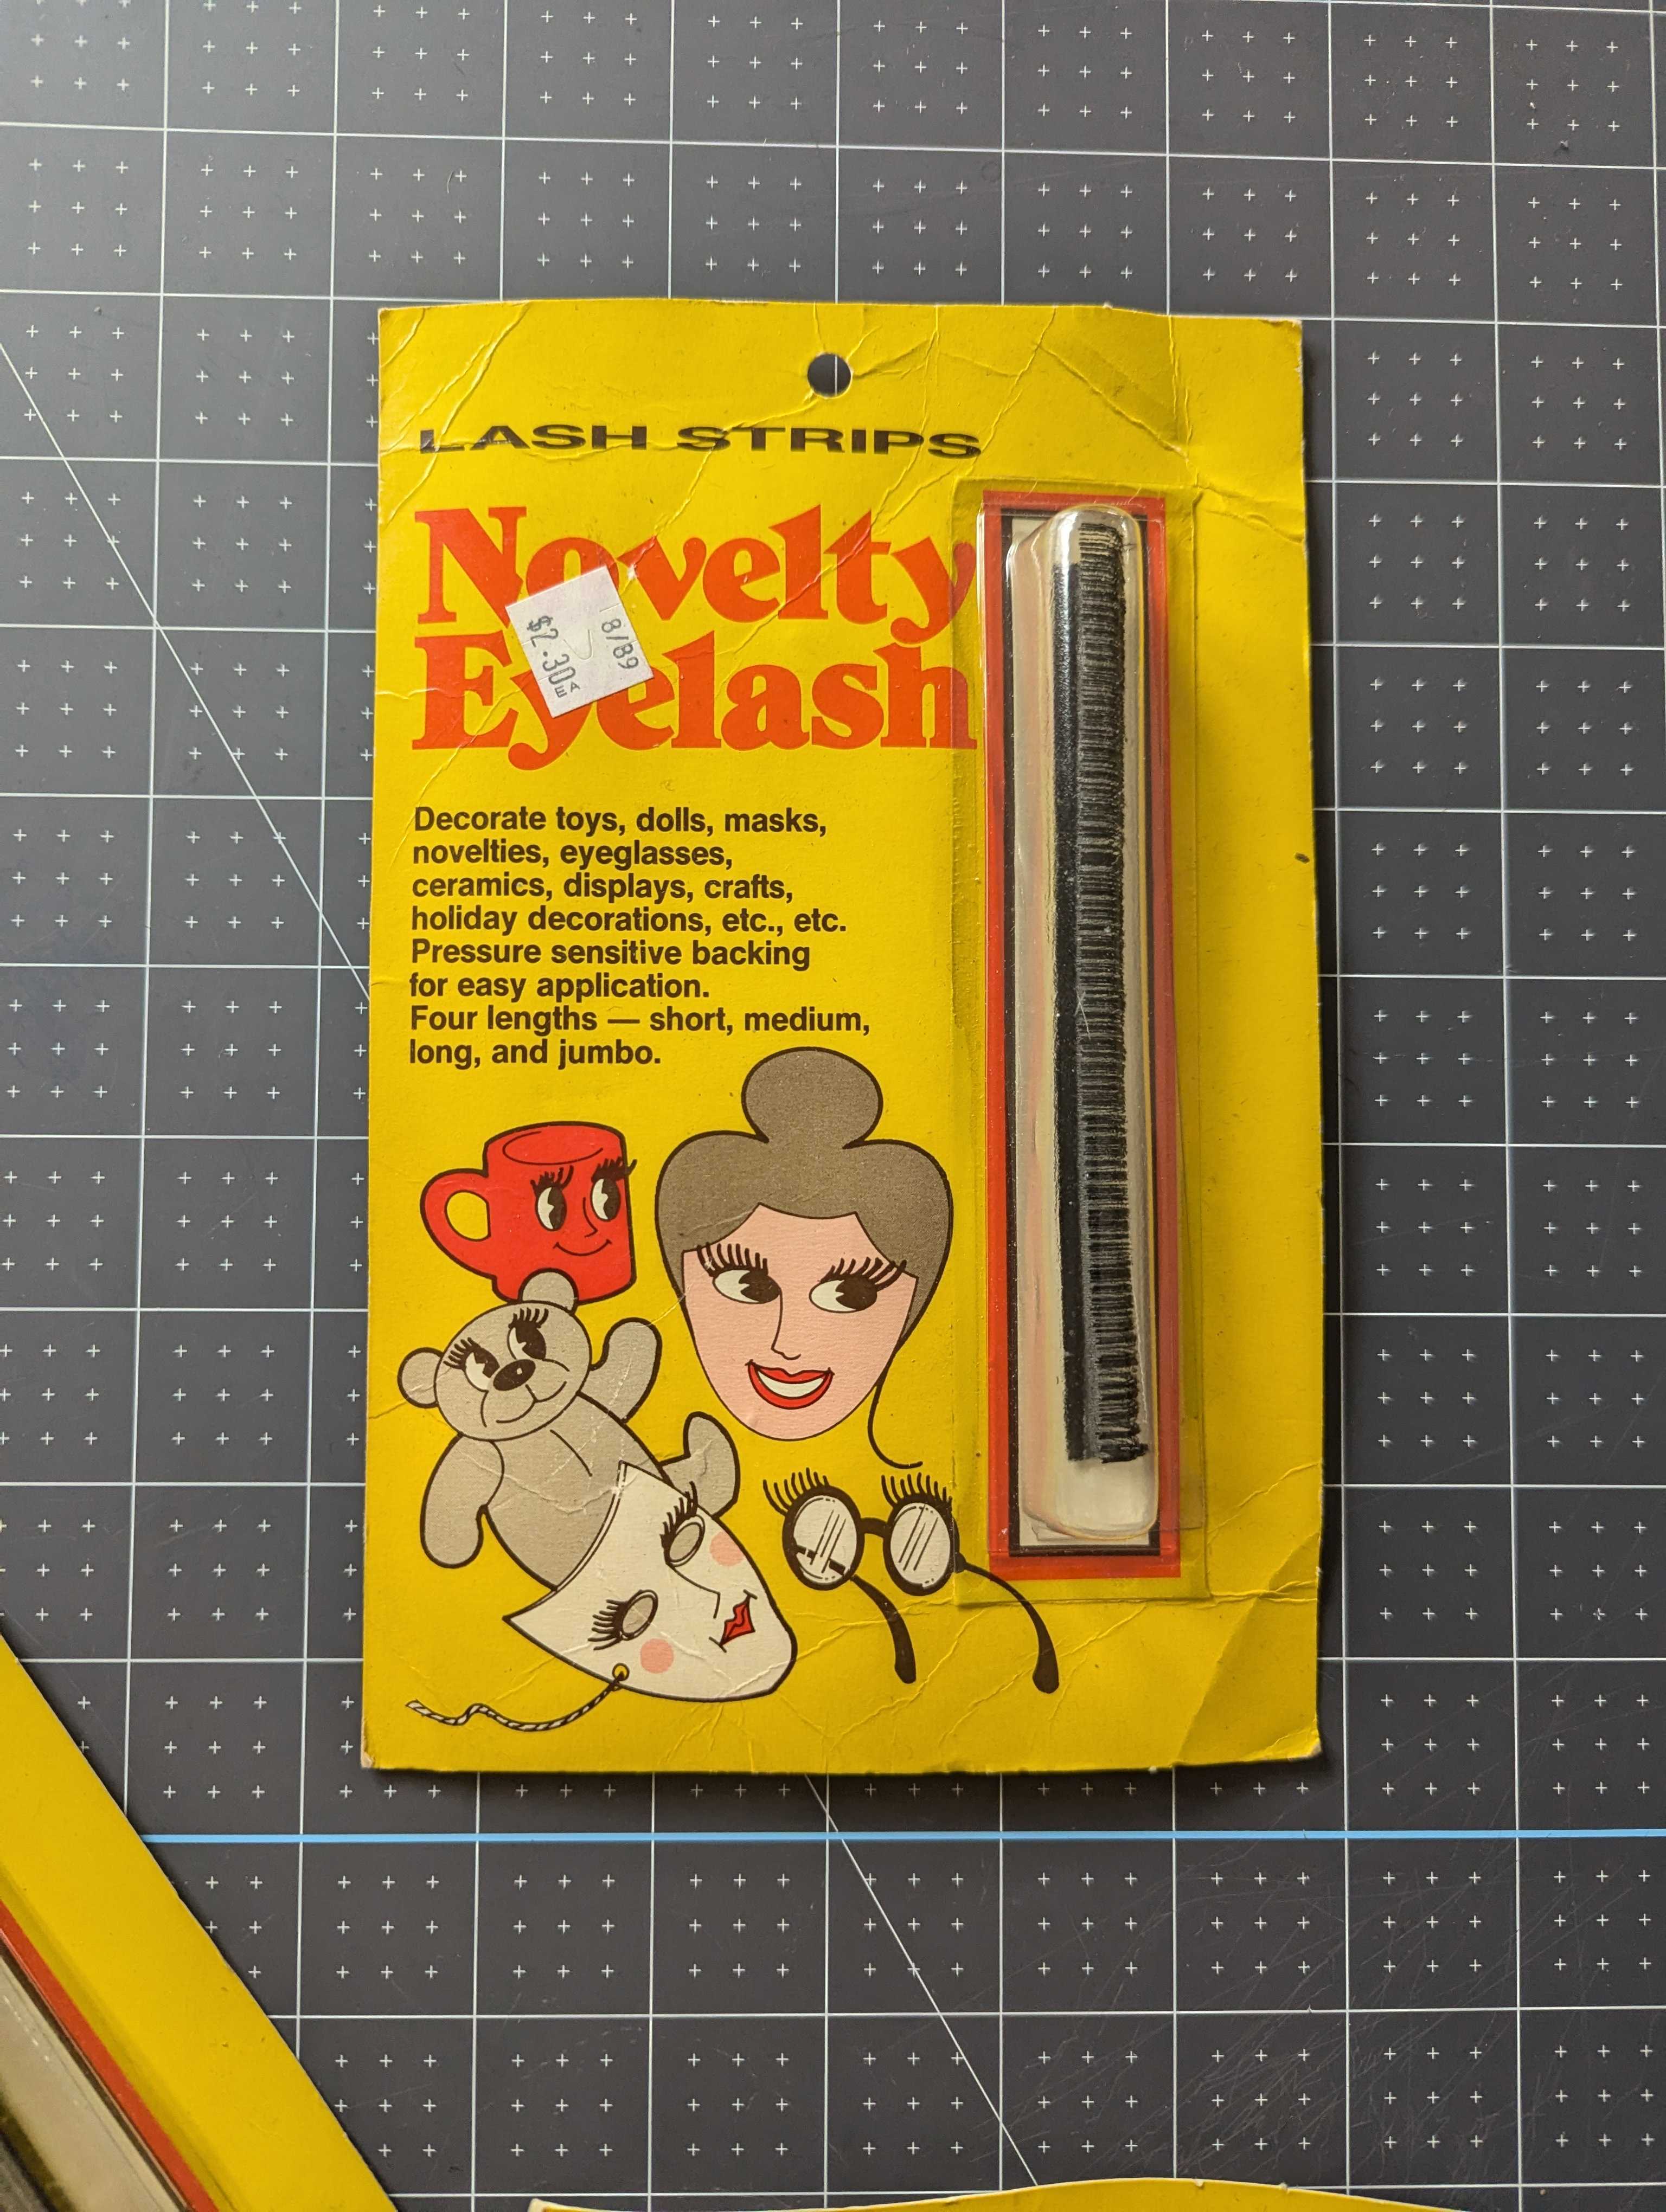 LASH STRIPS
Novelty
Eyelash
8/89
$2.30
Decorate toys, dolls, masks,
novelties, eyeglasses,
ceramics, displays, crafts,
holiday decorations, etc., etc.
Pressure sensitive backing
for easy application.
Four lengths — short, medium,
long, and jumbo.